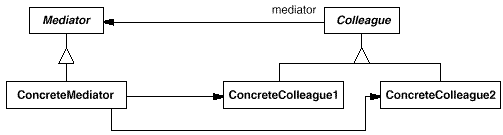 mediator
Mediator
Colleague
ConcreteMediator
ConcreteColleague1
ConcreteColleague2